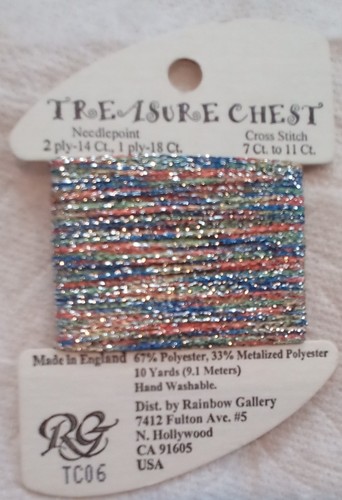 TREASURE CHEST
Needlepoint Cross Stitch
2 ply-14 Ct., 1 ply-18 Ct. 7 Ct. to 11 Ct.
Made in England 67% Polyester, 33% Metalized Polyester
10 Yards (9.1 Meters)
Hand Washable.
Dist. by Rainbow Gallery
7412 Fulton Ave. #5
N. Hollywood
CA 91605
USA
RG
TC06